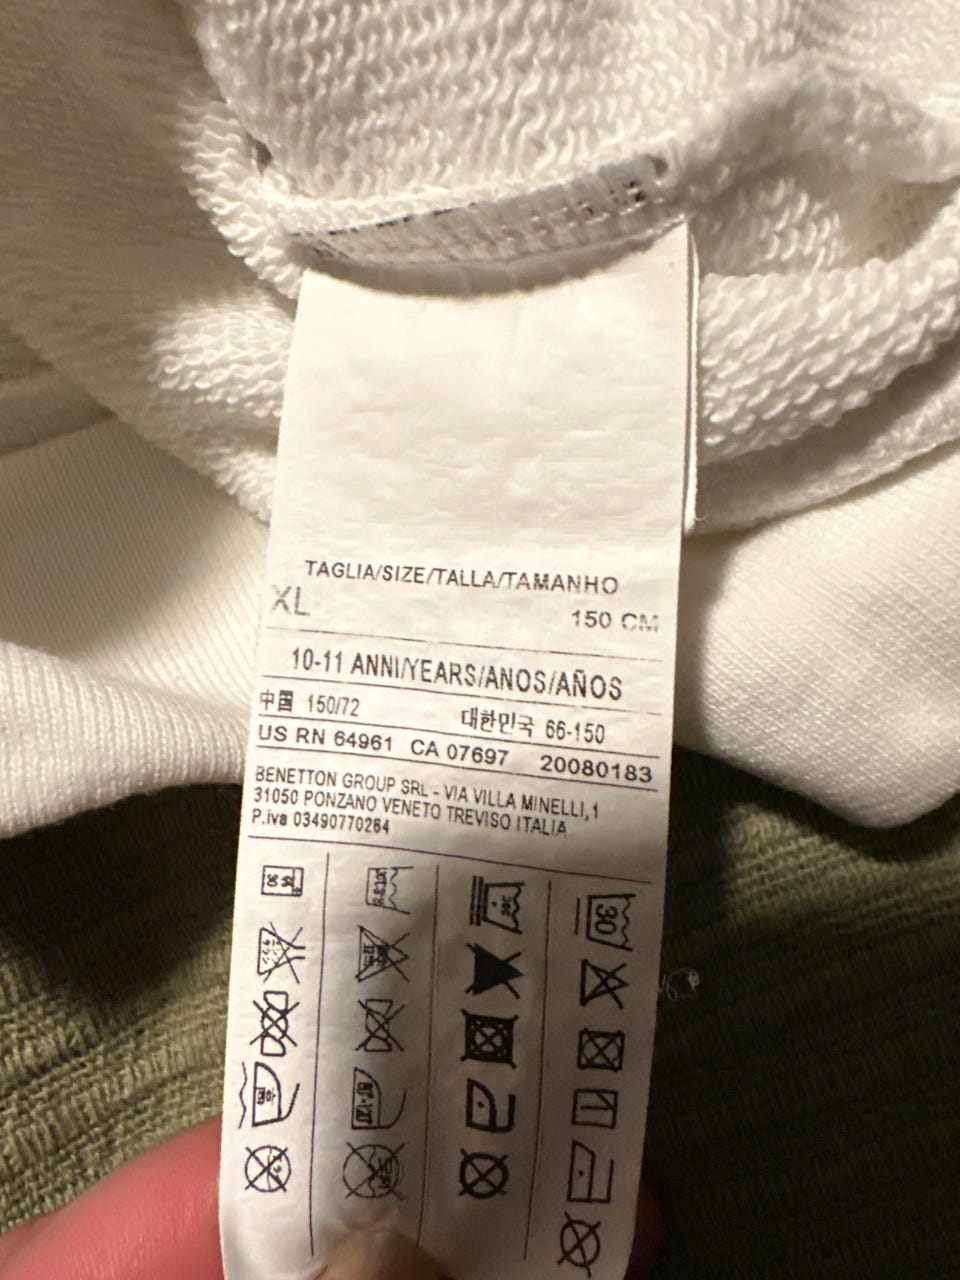 TAGLIA/SIZE/TALLA/TAMANHO
XL 150 CM
10-11 ANNI/YEARS/ANOS/AÑOS
中国 150/72 대한민국 66-150
US RN 64961 CA 07697 20080183
BENETTON GROUP SRL - VIA VILLA MINELLI,1
31050 PONZANO VENETO TREVISO ITALIA
P.iva 03490770264
30